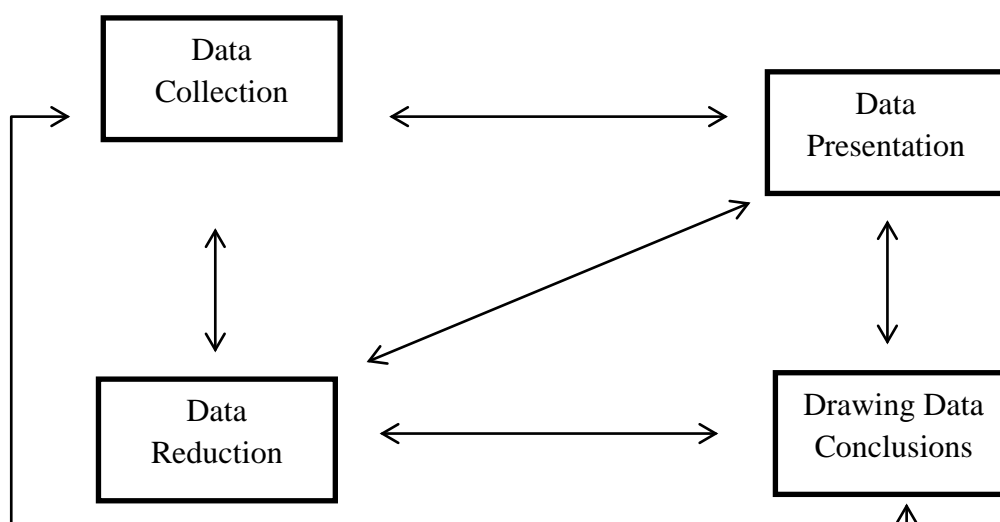 Data
Collection
Data
Presentation
Data
Reduction
Drawing Data
Conclusions